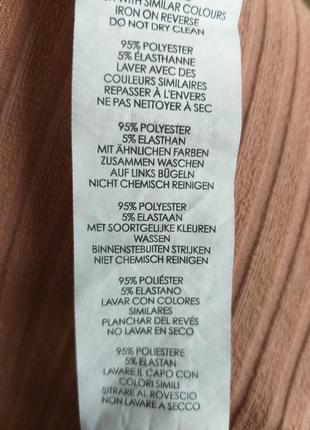 WITH SIMILAR COLOURS
IRON ON REVERSE
DO NOT DRY CLEAN
95% POLYESTER
5% ÉLASTHANNE
LAVER AVEC DES
COULEURS SIMILAIRES
REPASSER À L'ENVERS
NE PAS NETTOYER À SEC
95% POLYESTER
5% ELASTHAN
MIT ÄHNLICHEN FARBEN
ZUSAMMEN WASCHEN
AUF LINKS BÜGELN
NICHT CHEMISCH REINIGEN
95% POLYESTER
5% ELASTAAN
MET SOORTGELIJKE KLEUREN
WASSEN
BINNENSTEBUITEN STRIJKEN
NIET CHEMISCH REINIGEN
95% POLIÉSTER
5% ELASTANO
LAVAR CON COLORES
SIMILARES
PLANCHAR DEL REVÉS
NO LAVAR EN SECO
95% POLIESTERE
5% ELASTAN
LAVARE IL CAPO CON
COLORI SIMILI
STIRARE AL ROVESCIO
NON LAVARE A SECCO